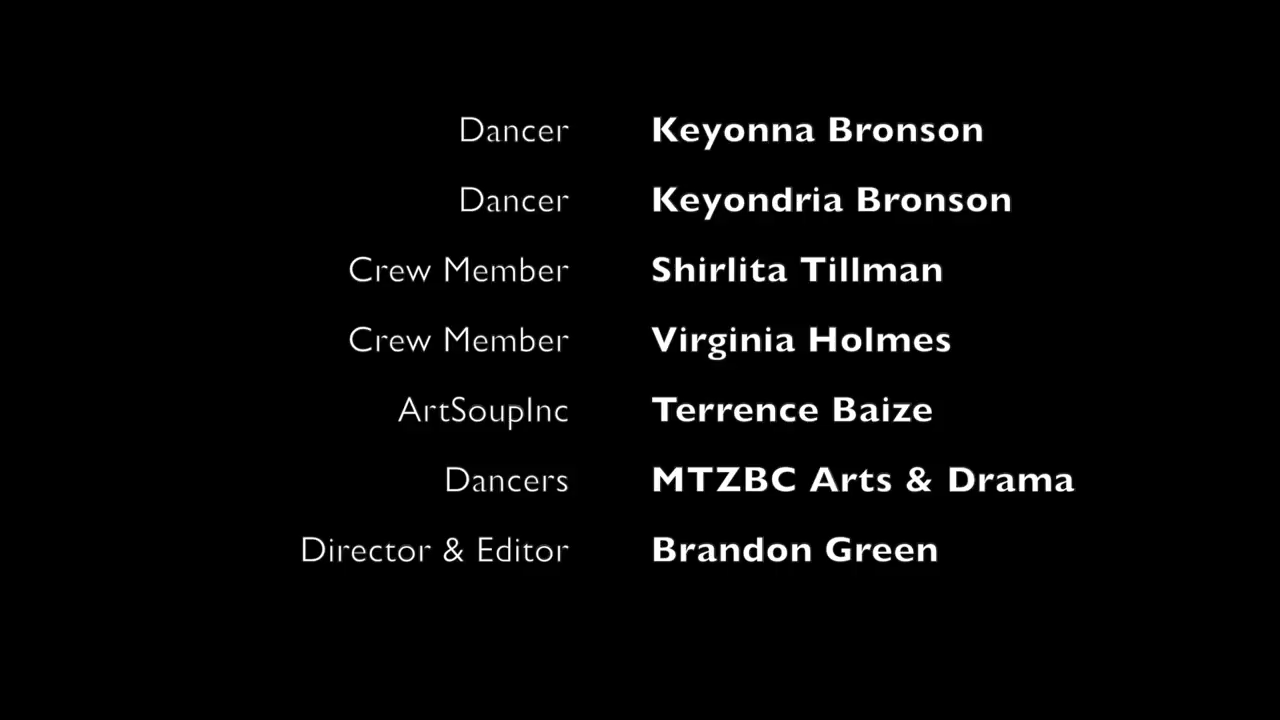 Dancer Keyonna Bronson
Dancer Keyondria Bronson
Crew Member Shirlita Tillman
Crew Member Virginia Holmes
ArtSoupInc Terrence Baize
Dancers MTZBC Arts & Drama
Director & Editor Brandon Green